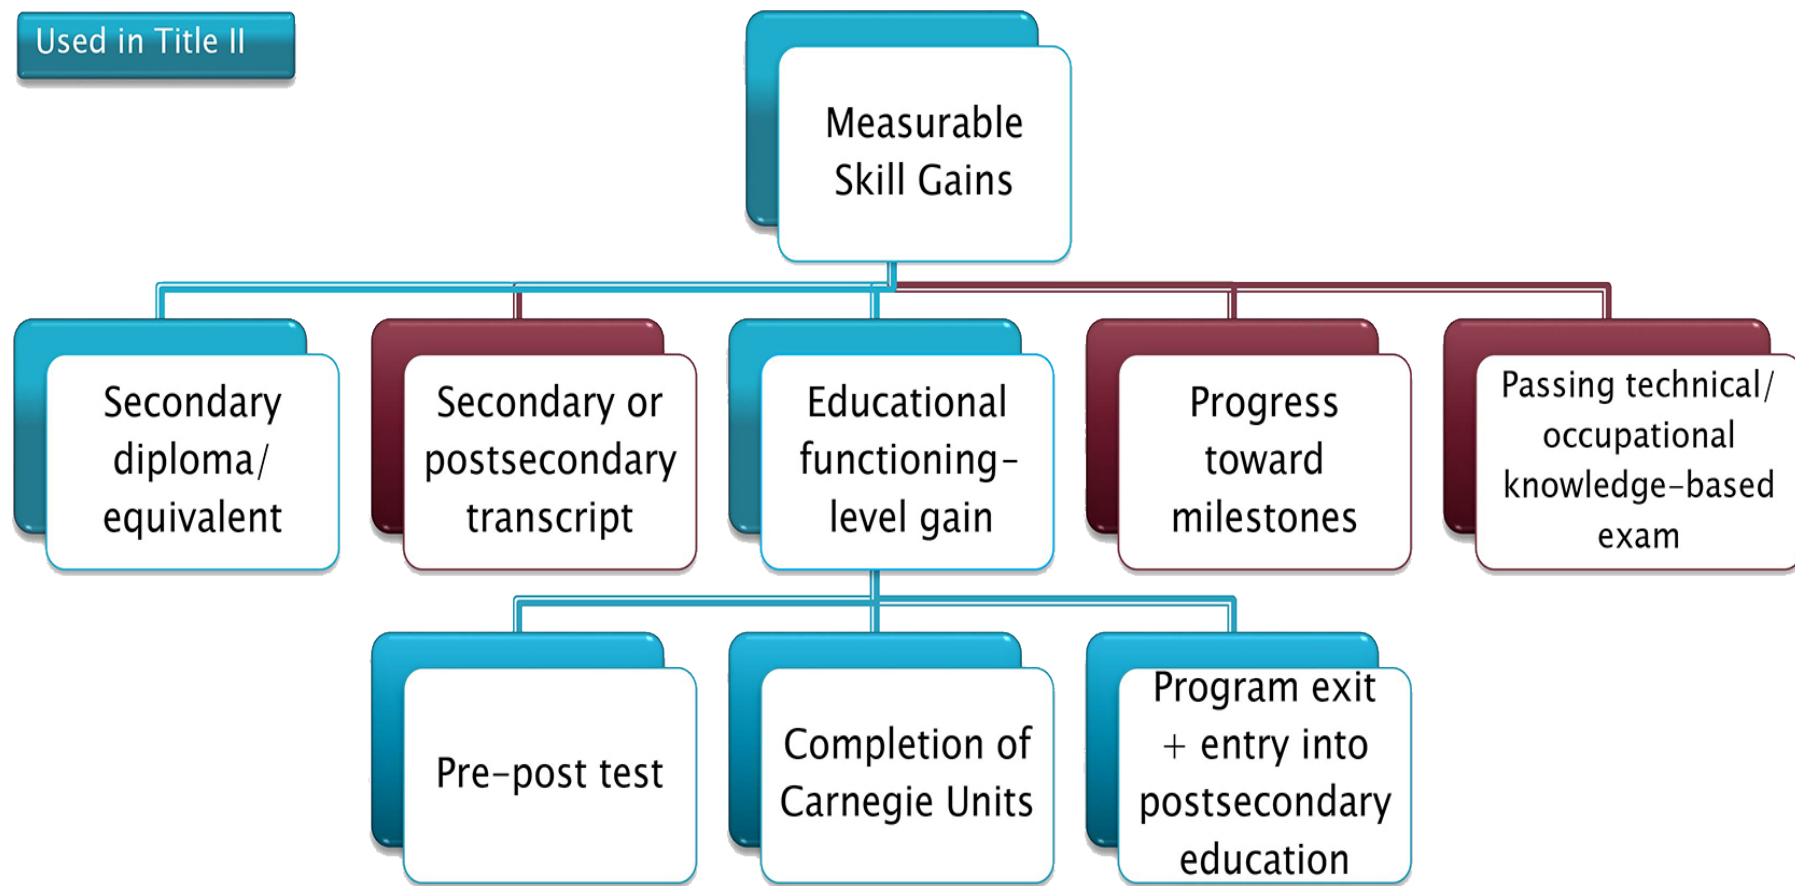 Used in Title II
Measurable
Skill Gains
Secondary
diploma/
equivalent
Secondary or
postsecondary
transcript
Educational
functioning-
level gain
Progress
toward
milestones
Passing technical/
occupational
knowledge-based
exam
Pre-post test
Completion of
Carnegie Units
Program exit
+ entry into
postsecondary
education